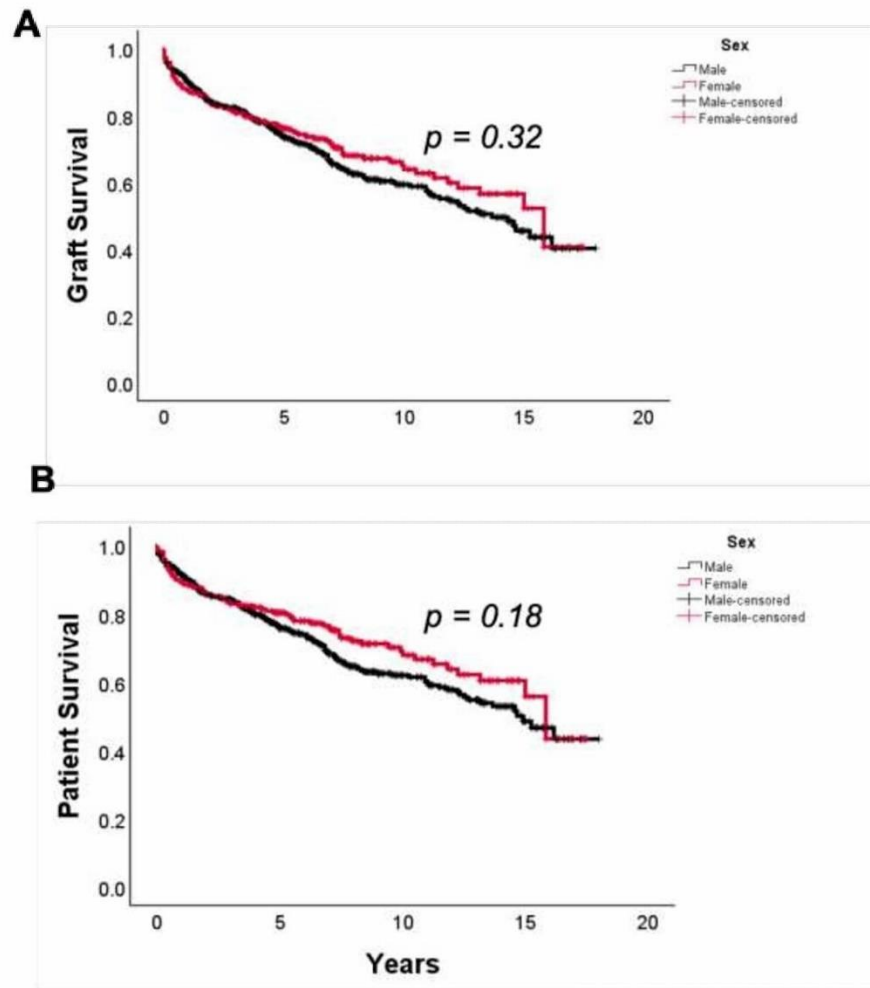 A
Graft Survival
1.0
0.8
0.6
0.4
0.2
0.0
0 5 10 15 20
p = 0.32
Sex
Male
Female
Male-censored
Female-censored
B
Patient Survival
1.0
0.8
0.6
0.4
0.2
0.0
0 5 10 15 20
Years
p = 0.18
Sex
Male
Female
Male-censored
Female-censored